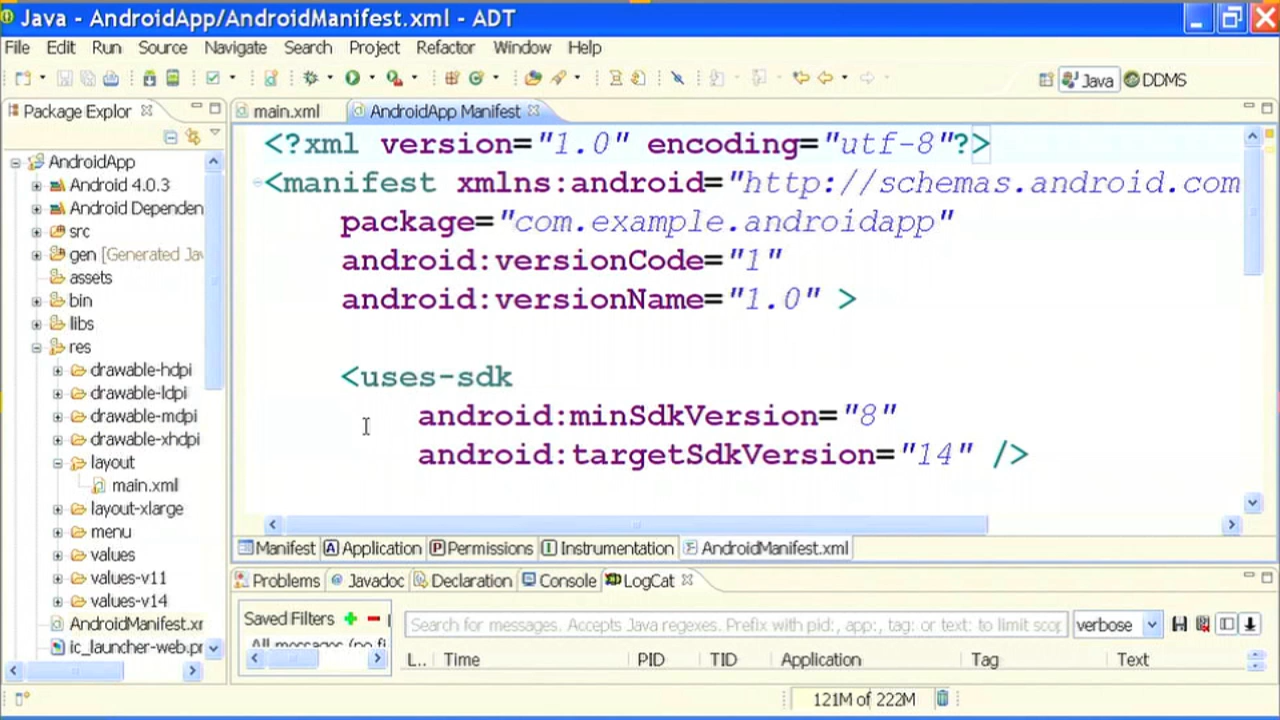 Java - AndroidApp/AndroidManifest.xml - ADT
File Edit Run Source Navigate Search Project Refactor Window Help
Java DDMS
Package Explor
main.xml
AndroidApp Manifest
AndroidApp
Android 4.0.3
Android Dependen
src
gen [Generated Jav
assets
bin
libs
res
drawable-hdpi
drawable-ldpi
drawable-mdpi
drawable-xhdpi
layout
main.xml
layout-xlarge
menu
values
values-v11
values-v14
AndroidManifest.xr
ic_launcher-web.pr
<?xml version="1.0" encoding="utf-8"?>
<manifest xmlns:android="http://schemas.android.com
package="com.example.androidapp"
android:versionCode="1"
android:versionName="1.0" >
<uses-sdk
android:minSdkVersion="8"
android:targetSdkVersion="14" />
Manifest A Application P Permissions I Instrumentation AndroidManifest.xml
Problems @ Javadoc Declaration Console LogCat
Saved Filters
All messages (no fi
Search for messages. Accepts Java regexes. Prefix with pid:, app:, tag: or text: to limit scop
verbose
L... Time PID TID Application Tag Text
121M of 222M